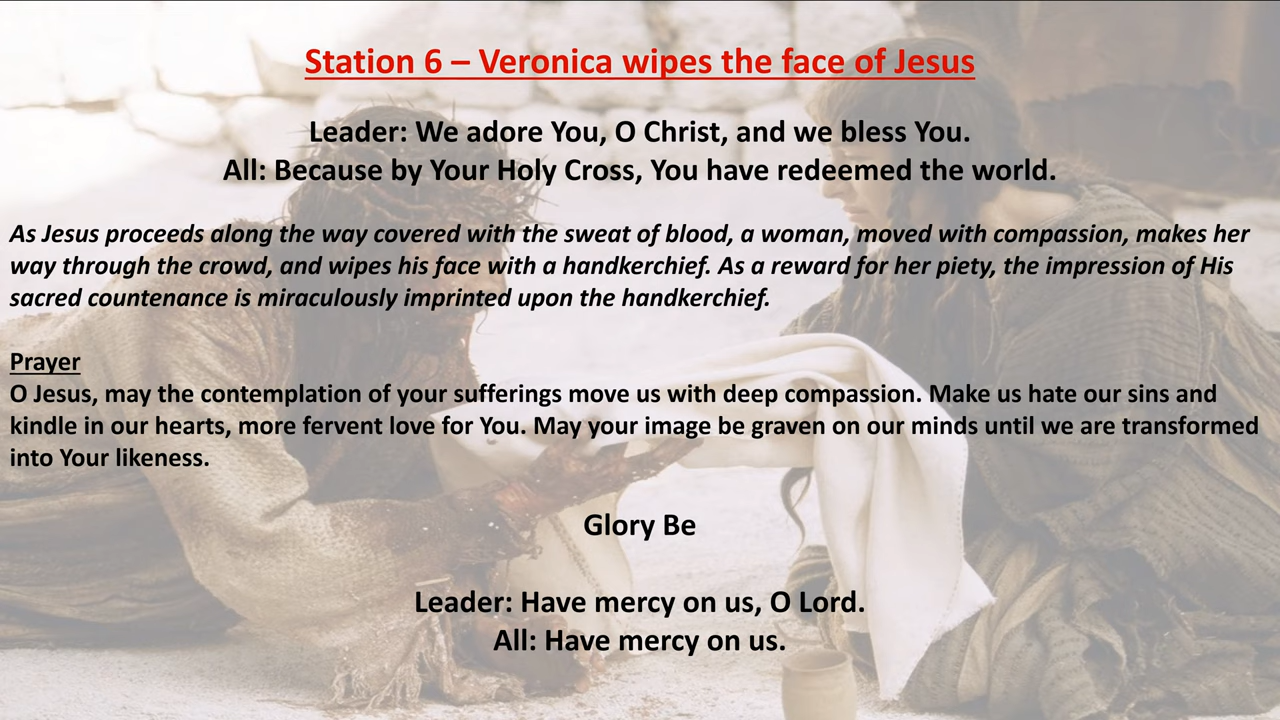 Station 6 – Veronica wipes the face of Jesus
Leader: We adore You, O Christ, and we bless You.
All: Because by Your Holy Cross, You have redeemed the world.
As Jesus proceeds along the way covered with the sweat of blood, a woman, moved with compassion, makes her
way through the crowd, and wipes his face with a handkerchief. As a reward for her piety, the impression of His
sacred countenance is miraculously imprinted upon the handkerchief.
Prayer
O Jesus, may the contemplation of your sufferings move us with deep compassion. Make us hate our sins and
kindle in our hearts, more fervent love for You. May your image be graven on our minds until we are transformed
into Your likeness.
Glory Be
Leader: Have mercy on us, O Lord.
All: Have mercy on us.